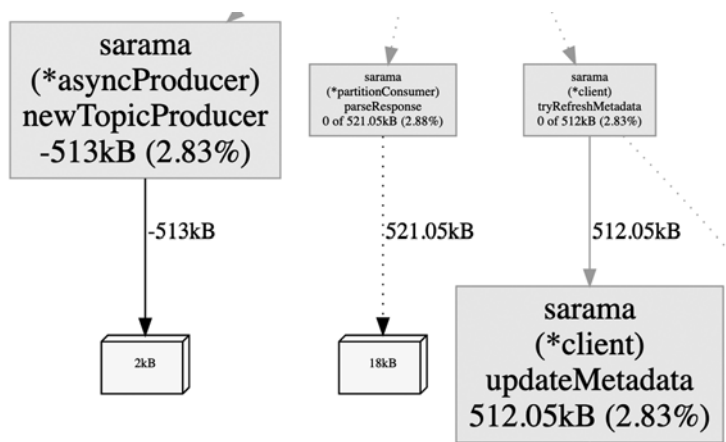 sarama
(*asyncProducer)
newTopicProducer
-513kB (2.83%)
sarama
(*partitionConsumer)
parseResponse
0 of 521.05kB (2.88%)
sarama
(*client)
tryRefreshMetadata
0 of 512kB (2.83%)
-513kB
521.05kB
512.05kB
2kB
18kB
sarama
(*client)
updateMetadata
512.05kB (2.83%)